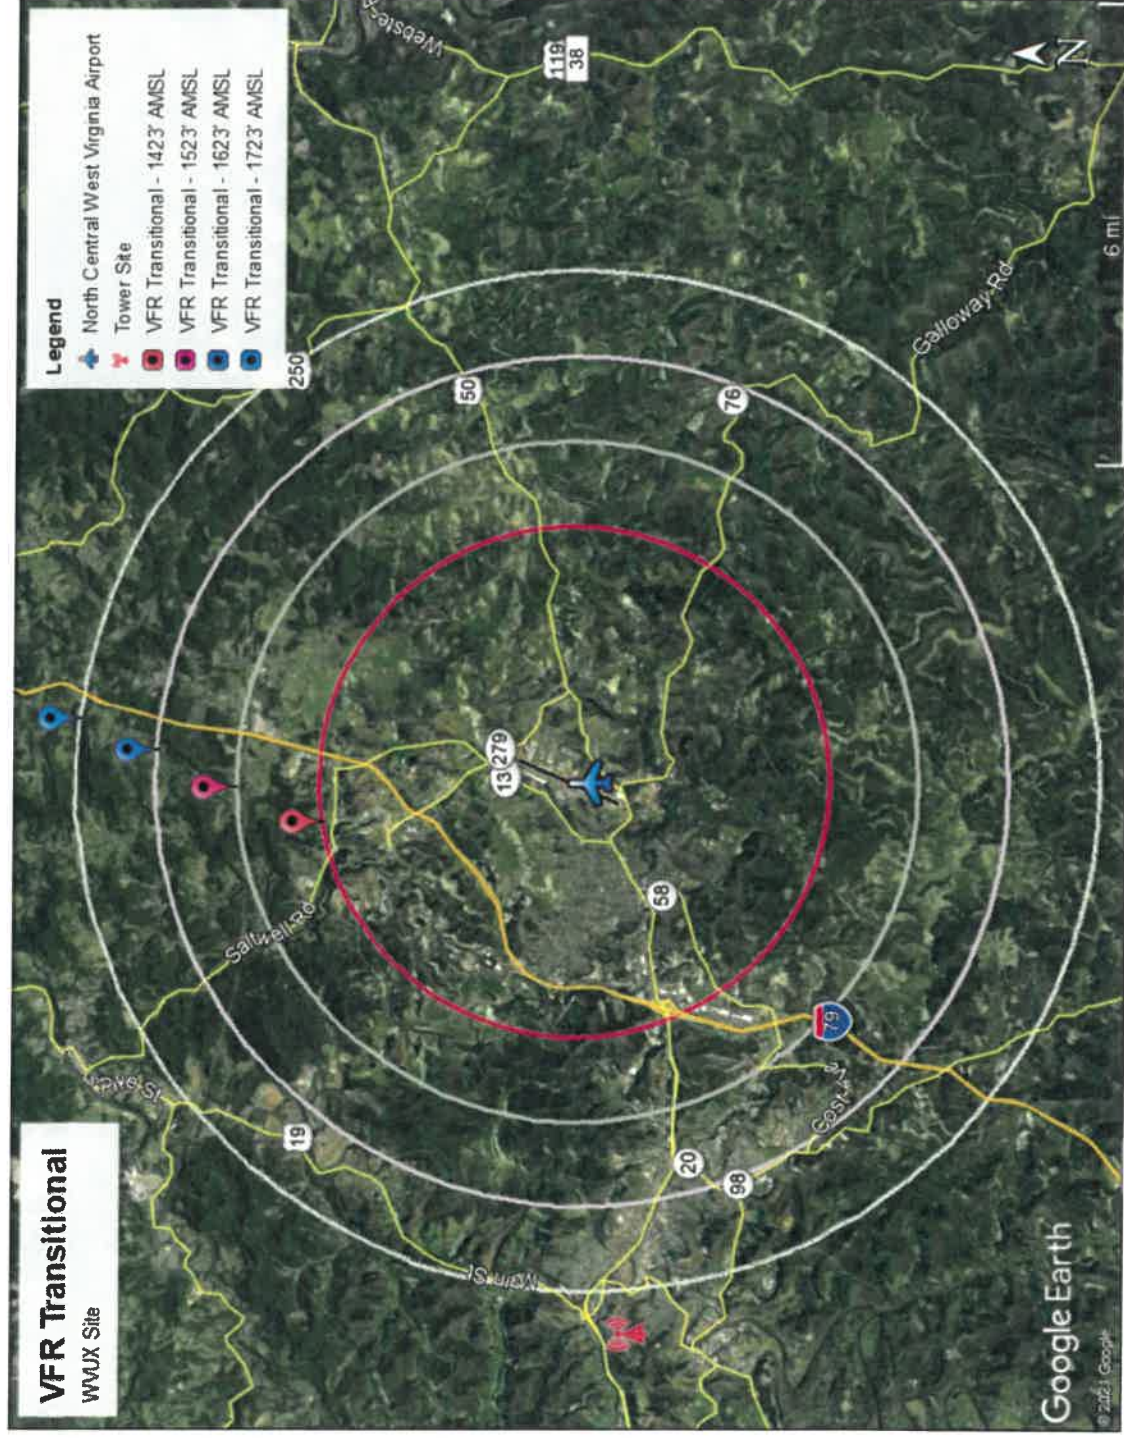 VFR Transitional
WVUX Site
Legend
North Central West Virginia Airport
Tower Site
VFR Transitional - 1423' AMSL
VFR Transitional - 1523' AMSL
VFR Transitional - 1623' AMSL
VFR Transitional - 1723' AMSL
250
50
119
38
19
Saltwell Rd
13
279
Main St
58
76
20
98
79
Galloway Rd
Google Earth
© 2021 Google
6 mi
N